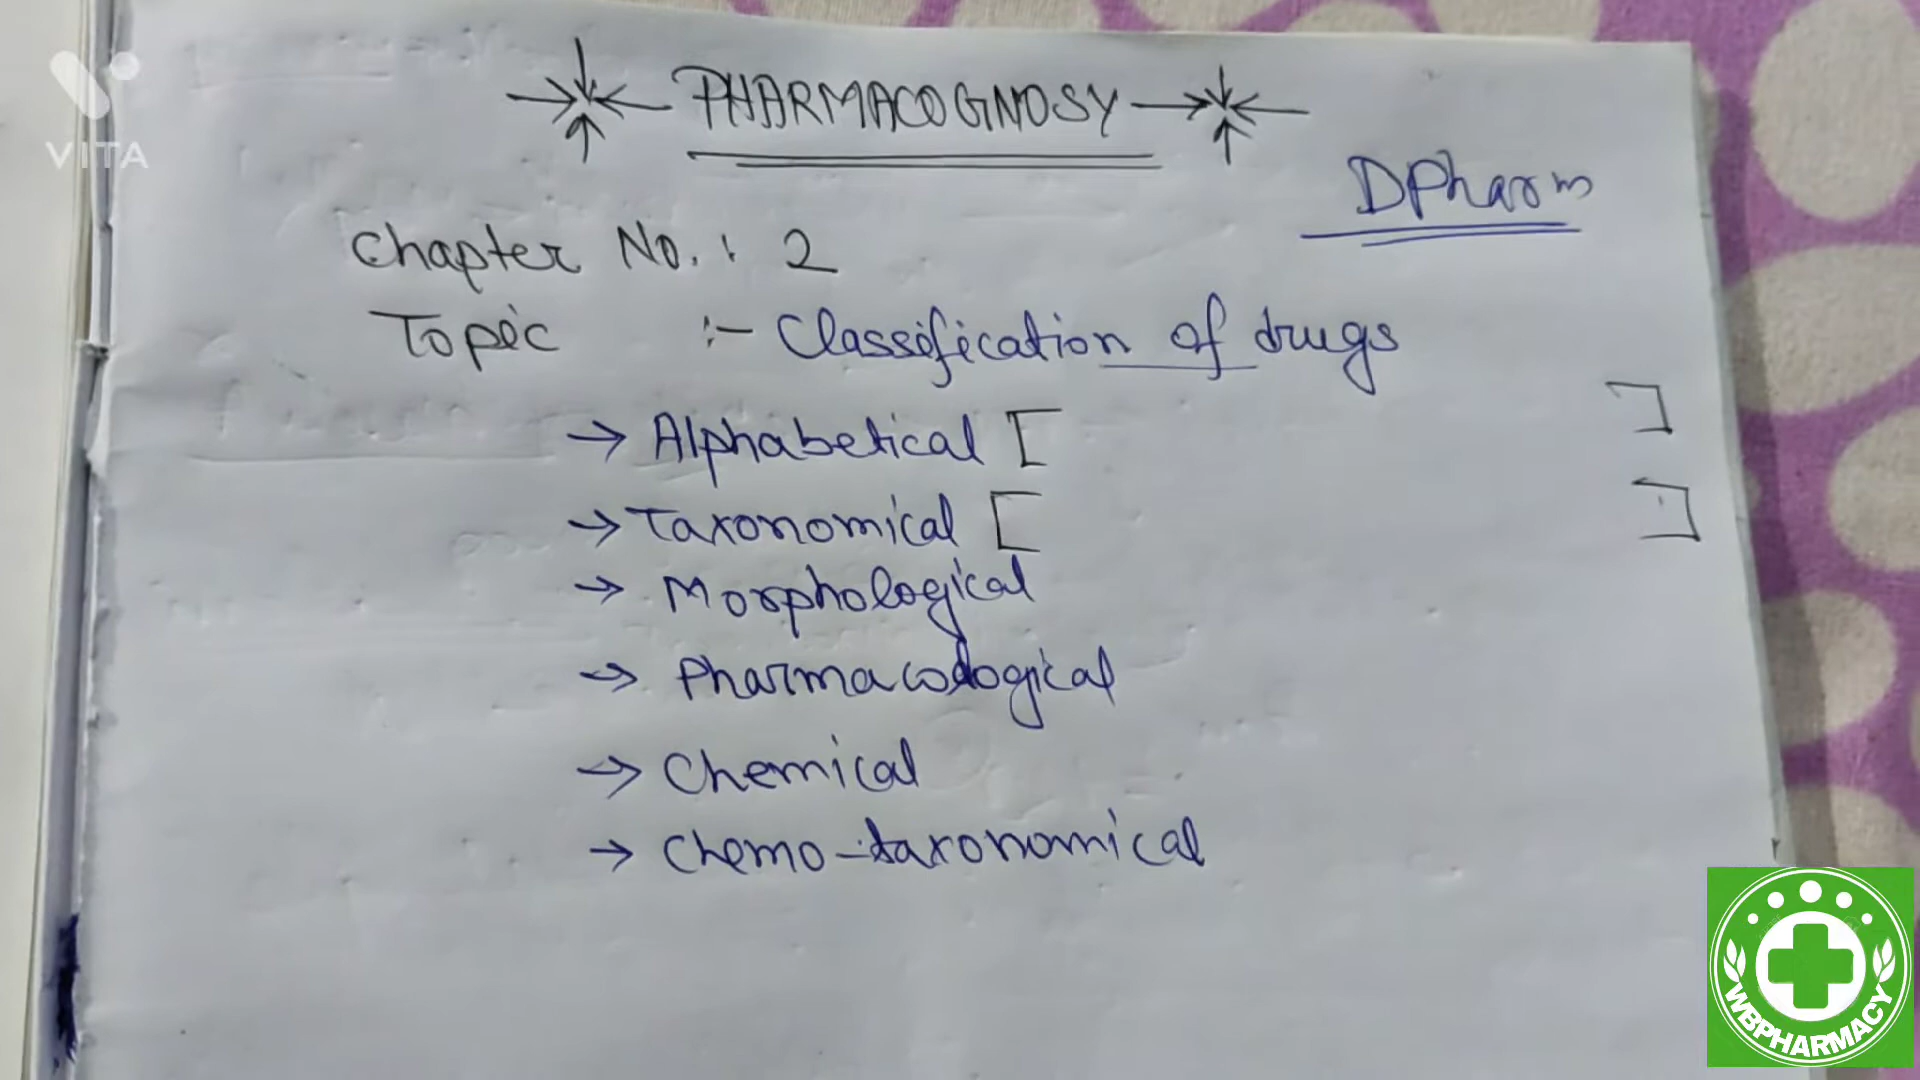 VITA
PHARMACOGNOSY
DPharm
Chapter No. : 2
Topic :- Classification of drugs
→ Alphabetical [ ]
→ Taxonomical [ ]
→ Morphological
→ Pharmacological
→ Chemical
→ Chemo-taxonomical
WBPHARMACY